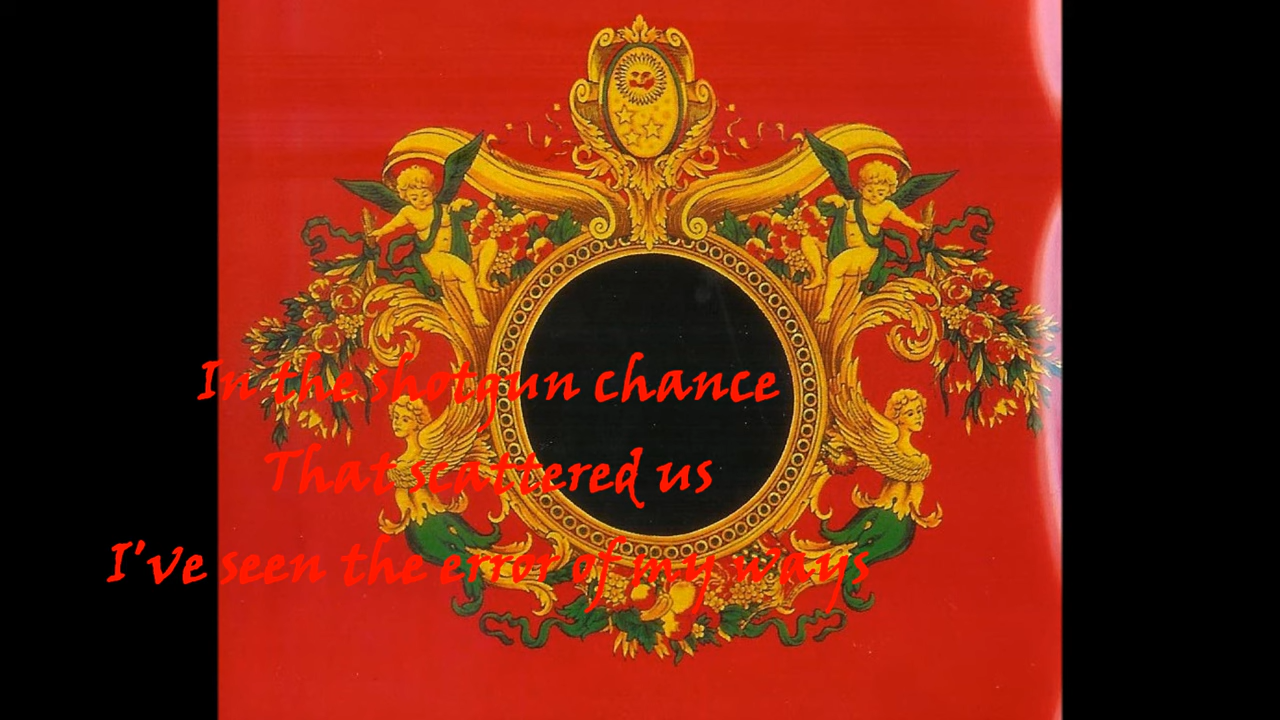 In the shotgun chance
That scattered us
I've seen the error of my ways